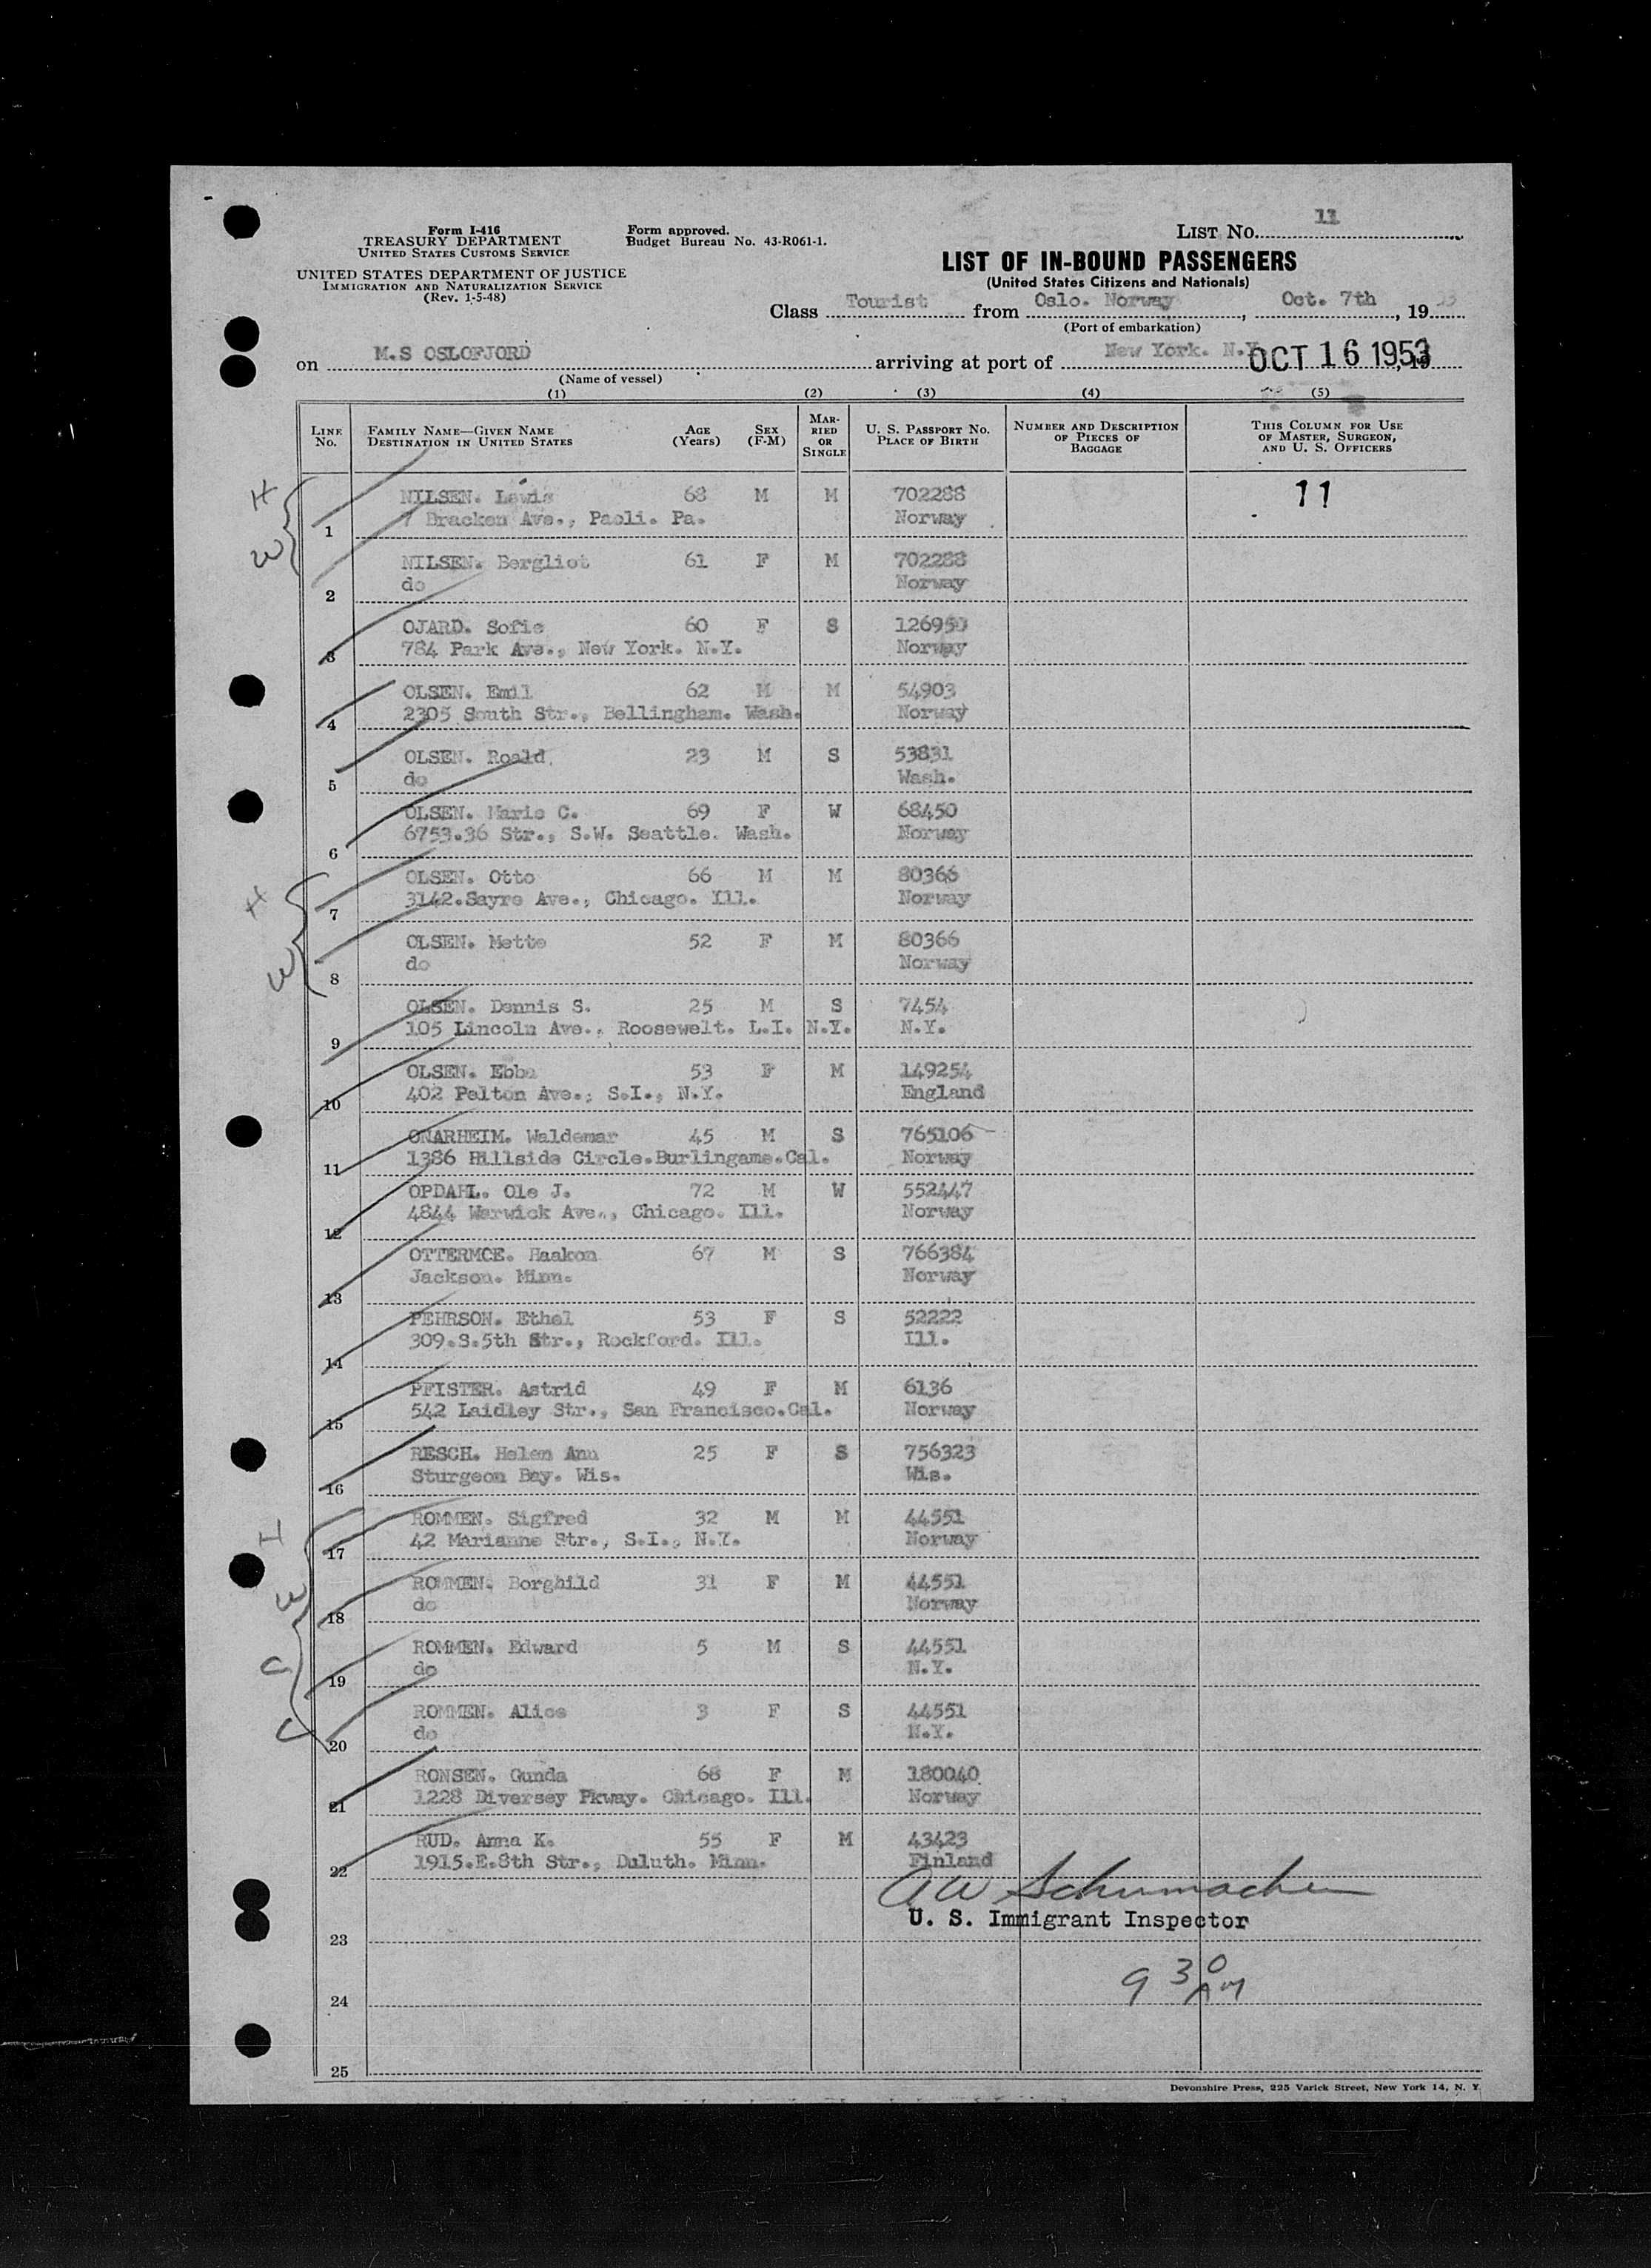 Form I-416
TREASURY DEPARTMENT
UNITED STATES CUSTOMS SERVICE
UNITED STATES DEPARTMENT OF JUSTICE
IMMIGRATION AND NATURALIZATION SERVICE
(Rev. 1-5-48)
Form approved.
Budget Bureau No. 43-R061-1.
LIST No. 11
LIST OF IN-BOUND PASSENGERS
(United States Citizens and Nationals)
Class Tourist from Oslo. Norway, Oct. 7th, 1953
(Port of embarkation)
on M.S OSLOFJORD arriving at port of New York. N.Y. OCT 16 1953, 19
(Name of vessel)
(1) (2) (3) (4) (5)
LINE No. FAMILY NAME—GIVEN NAME DESTINATION IN UNITED STATES AGE (Years) SEX (F-M) MARRIED OR SINGLE U. S. PASSPORT No. PLACE OF BIRTH NUMBER AND DESCRIPTION OF PIECES OF BAGGAGE THIS COLUMN FOR USE OF MASTER, SURGEON, AND U. S. OFFICERS
H NILSEN. Lewis 68 M M 702288 11
1 7 Bracken Ave., Paoli. Pa. Norway
W NILSEN. Bergliot 61 F M 702288
2 do Norway
OJARD. Sofie 60 F S 126950
3 784 Park Ave., New York. N.Y. Norway
OLSEN. Emil 62 M M 54903
4 2305 South Str., Bellingham. Wash. Norway
OLSEN. Roald 23 M S 53831
5 do Wash.
OLSEN. Marie C. 69 F W 68450
6 6753.36 Str., S.W. Seattle. Wash. Norway
H OLSEN. Otto 66 M M 80366
7 3142.Sayre Ave., Chicago. Ill. Norway
W OLSEN. Mette 52 F M 80366
8 do Norway
OLSEN. Dennis S. 25 M S 7454
9 105 Lincoln Ave., Roosewelt. L.I. N.Y. N.Y.
OLSEN. Ebba 53 F M 149254
10 402 Pelton Ave., S.I., N.Y. England
ONARHEIM. Waldemar 45 M S 765106
11 1386 Hillside Circle.Burlingame.Cal. Norway
OPDAHL. Ole J. 72 M W 552447
12 4844 Warwick Ave., Chicago. Ill. Norway
OTTERMOE. Haakon 67 M S 766384
13 Jackson. Minn. Norway
PEHRSON. Ethel 53 F S 52222
14 309.S.5th Str., Rockford. Ill. Ill.
PFISTER. Astrid 49 F M 6136
15 542 Laidley Str., San Francisco.Cal. Norway
RESCH. Helen Ann 25 F S 756323
16 Sturgeon Bay. Wis. Wis.
H ROMMEN. Sigfred 32 M M 44551
17 42 Marianne Str., S.I., N.Y. Norway
W ROMMEN. Borghild 31 F M 44551
18 do Norway
C ROMMEN. Edward 5 M S 44551
19 do N.Y.
C ROMMEN. Alice 3 F S 44551
20 do N.Y.
RONSEN. Gunda 68 F M 180040
21 1228 Diversey Pkway. Chicago. Ill. Norway
RUD. Anna K. 55 F M 43423
22 1915.E.8th Str., Duluth. Minn. Finland
A W Schumacher
U. S. Immigrant Inspector
23
9 30 AM
24
25
Devonshire Press, 225 Varick Street, New York 14, N. Y.